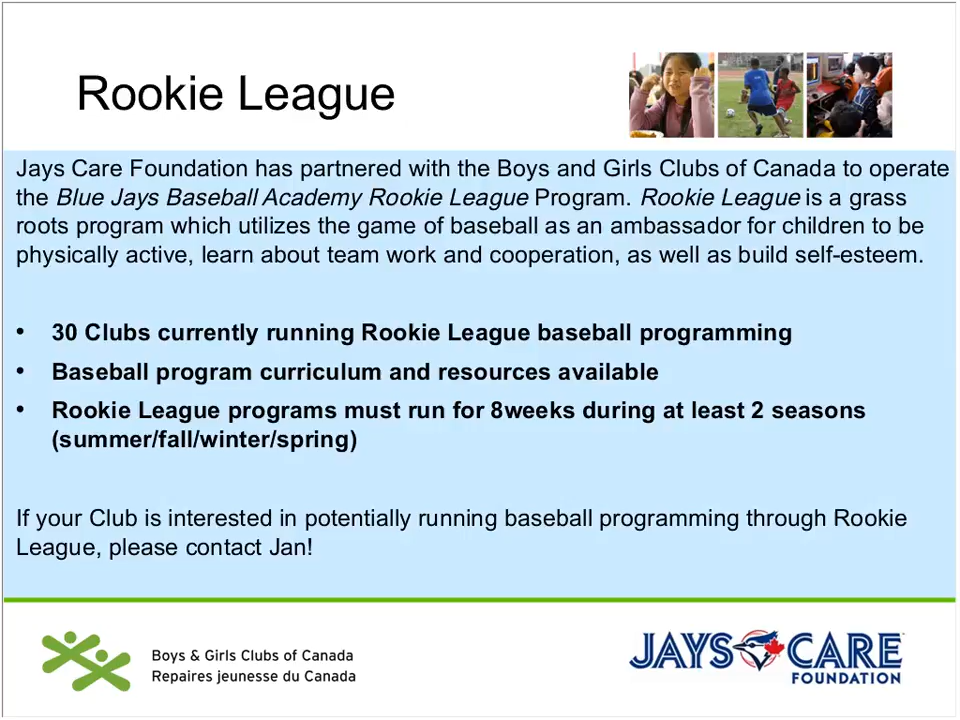 Rookie League
Jays Care Foundation has partnered with the Boys and Girls Clubs of Canada to operate
the Blue Jays Baseball Academy Rookie League Program. Rookie League is a grass
roots program which utilizes the game of baseball as an ambassador for children to be
physically active, learn about team work and cooperation, as well as build self-esteem.
• 30 Clubs currently running Rookie League baseball programming
• Baseball program curriculum and resources available
• Rookie League programs must run for 8weeks during at least 2 seasons
(summer/fall/winter/spring)
If your Club is interested in potentially running baseball programming through Rookie
League, please contact Jan!
Boys & Girls Clubs of Canada
Repaires jeunesse du Canada
JAYS CARE
FOUNDATION